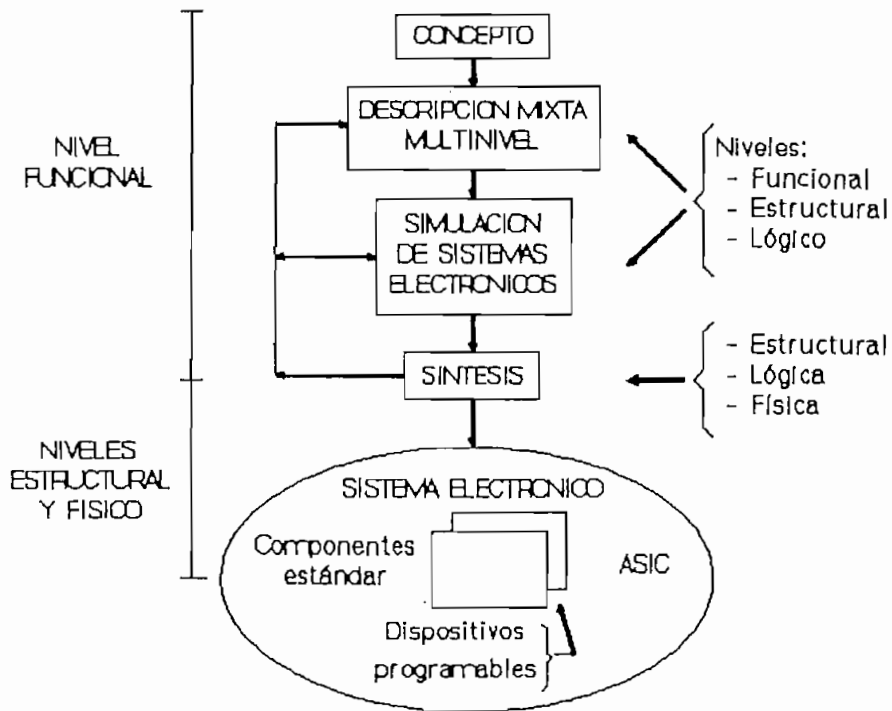 CONCEPTO
DESCRIPCION MIXTA
MULTINIVEL
NIVEL
FUNCIONAL
Niveles:
- Funcional
- Estructural
- Lógico
SIMULACION
DE SISTEMAS
ELECTRONICOS
SINTESIS
- Estructural
- Lógica
- Física
NIVELES
ESTRUCTURAL
Y FISICO
SISTEMA ELECTRONICO
Componentes
estándar
ASIC
Dispositivos
programables